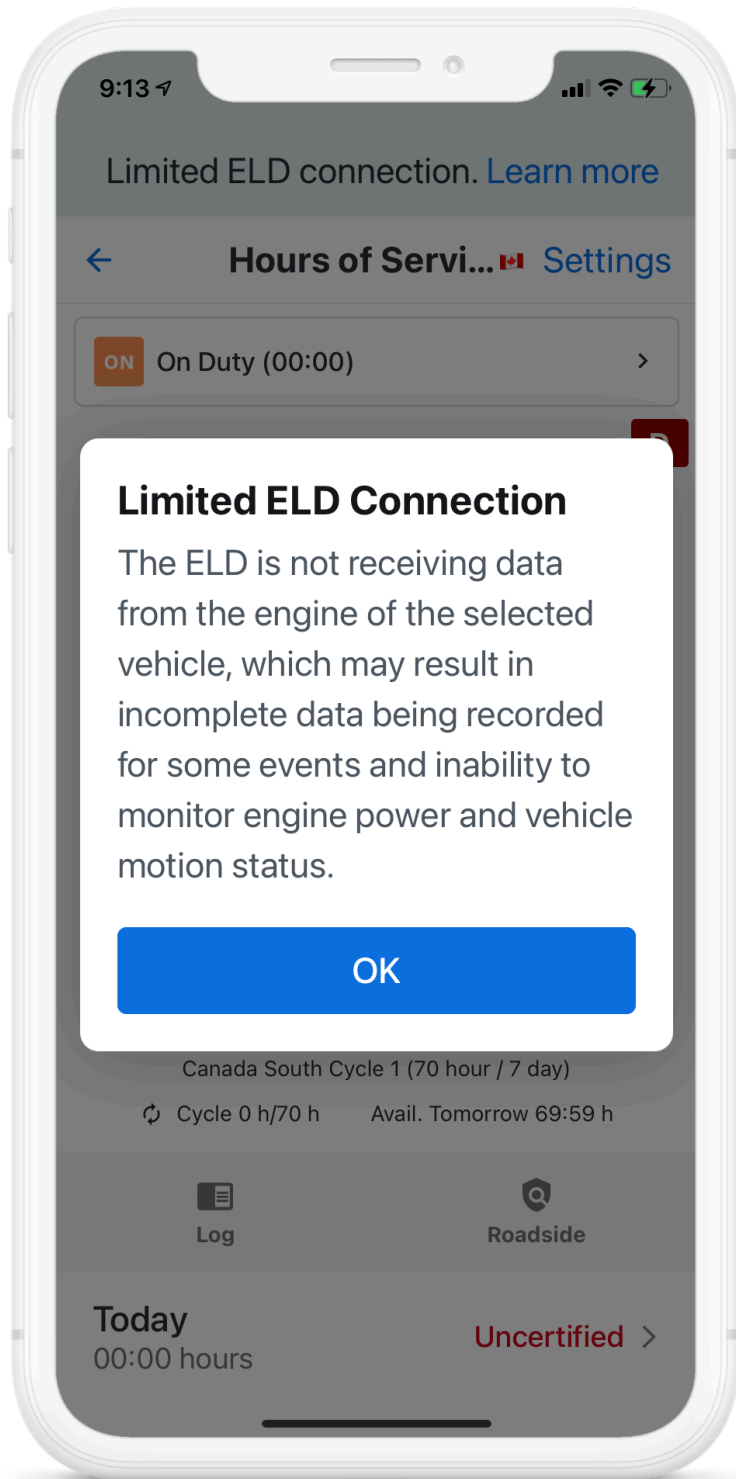 9:13
Limited ELD connection. Learn more
Hours of Servi... Settings
ON On Duty (00:00)
D
Limited ELD Connection
The ELD is not receiving data
from the engine of the selected
vehicle, which may result in
incomplete data being recorded
for some events and inability to
monitor engine power and vehicle
motion status.
OK
Canada South Cycle 1 (70 hour / 7 day)
Cycle 0 h/70 h Avail. Tomorrow 69:59 h
Log Roadside
Today
Uncertified
00:00 hours